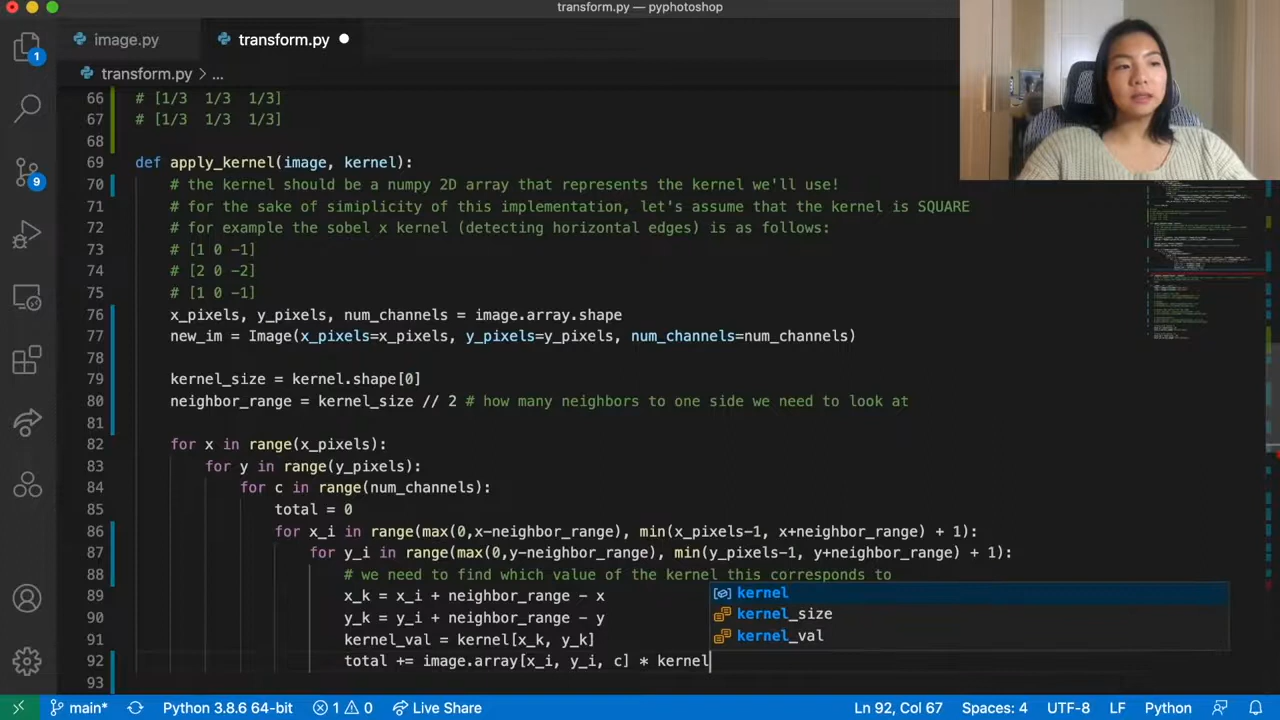 transform.py — pyphotoshop
image.py
transform.py
transform.py > ...
1
9
66 # [1/3  1/3  1/3]
67 # [1/3  1/3  1/3]
68
69 def apply_kernel(image, kernel):
70 # the kernel should be a numpy 2D array that represents the kernel we'll use!
71 # for the sake of simiplicity of this implementation, let's assume that the kernel is SQUARE
72 # for example the sobel x kernel (detecting horizontal edges) is as follows:
73 # [1 0 -1]
74 # [2 0 -2]
75 # [1 0 -1]
76 x_pixels, y_pixels, num_channels = image.array.shape
77 new_im = Image(x_pixels=x_pixels, y_pixels=y_pixels, num_channels=num_channels)
78
79 kernel_size = kernel.shape[0]
80 neighbor_range = kernel_size // 2 # how many neighbors to one side we need to look at
81
82 for x in range(x_pixels):
83 for y in range(y_pixels):
84 for c in range(num_channels):
85 total = 0
86 for x_i in range(max(0,x-neighbor_range), min(x_pixels-1, x+neighbor_range) + 1):
87 for y_i in range(max(0,y-neighbor_range), min(y_pixels-1, y+neighbor_range) + 1):
88 # we need to find which value of the kernel this corresponds to
89 x_k = x_i + neighbor_range - x
90 y_k = y_i + neighbor_range - y
91 kernel_val = kernel[x_k, y_k]
92 total += image.array[x_i, y_i, c] * kernel
93
kernel
kernel_size
kernel_val
main* Python 3.8.6 64-bit 1 0 Live Share Ln 92, Col 67 Spaces: 4 UTF-8 LF Python